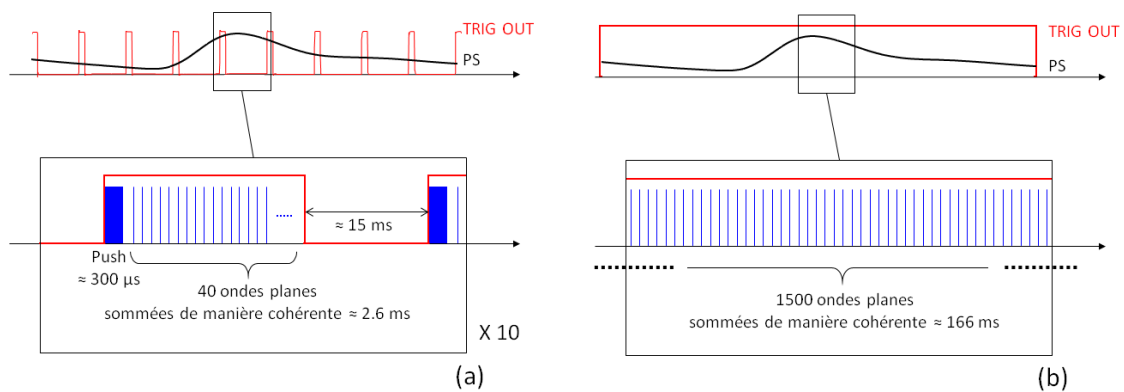 TRIG OUT
PS
≈ 15 ms
Push
≈ 300 µs
.....
40 ondes planes
sommées de manière cohérente ≈ 2.6 ms
X 10
(a)
TRIG OUT
PS
1500 ondes planes
sommées de manière cohérente ≈ 166 ms
(b)